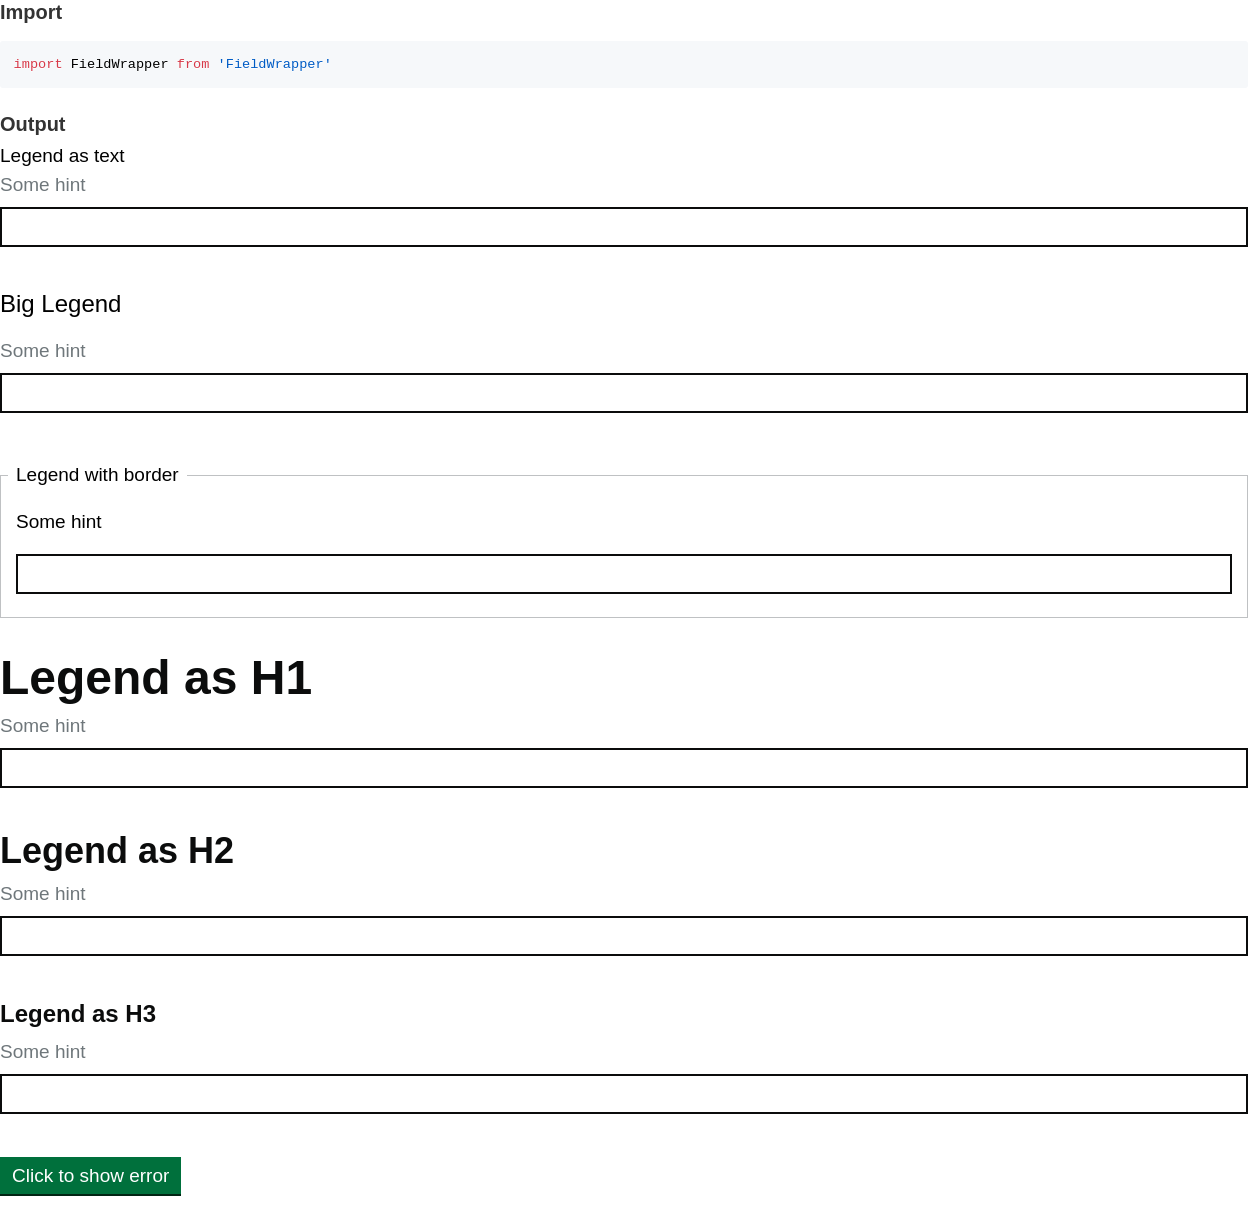 Import
import FieldWrapper from 'FieldWrapper'
Output
Legend as text
Some hint
Big Legend
Some hint
Legend with border
Some hint
Legend as H1
Some hint
Legend as H2
Some hint
Legend as H3
Some hint
Click to show error